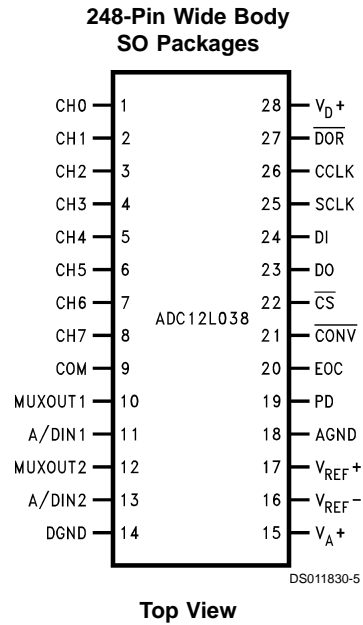 248-Pin Wide Body
SO Packages
CH0 1 28 VD+
CH1 2 27 DOR
CH2 3 26 CCLK
CH3 4 25 SCLK
CH4 5 24 DI
CH5 6 23 DO
CH6 7 22 CS
ADC12L038
CH7 8 21 CONV
COM 9 20 EOC
MUXOUT1 10 19 PD
A/DIN1 11 18 AGND
MUXOUT2 12 17 VREF+
A/DIN2 13 16 VREF−
DGND 14 15 VA+
DS011830-5
Top View